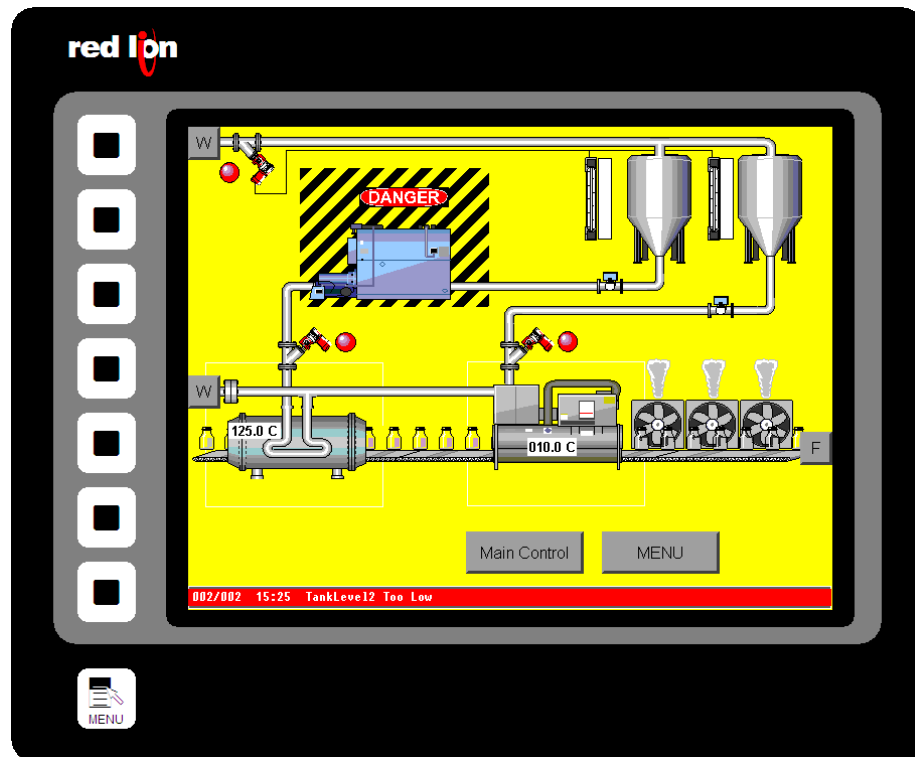 red lion
W
DANGER
W
125.0 C
010.0 C
F
Main Control
MENU
002/002 15:25 TankLevel2 Too Low
MENU